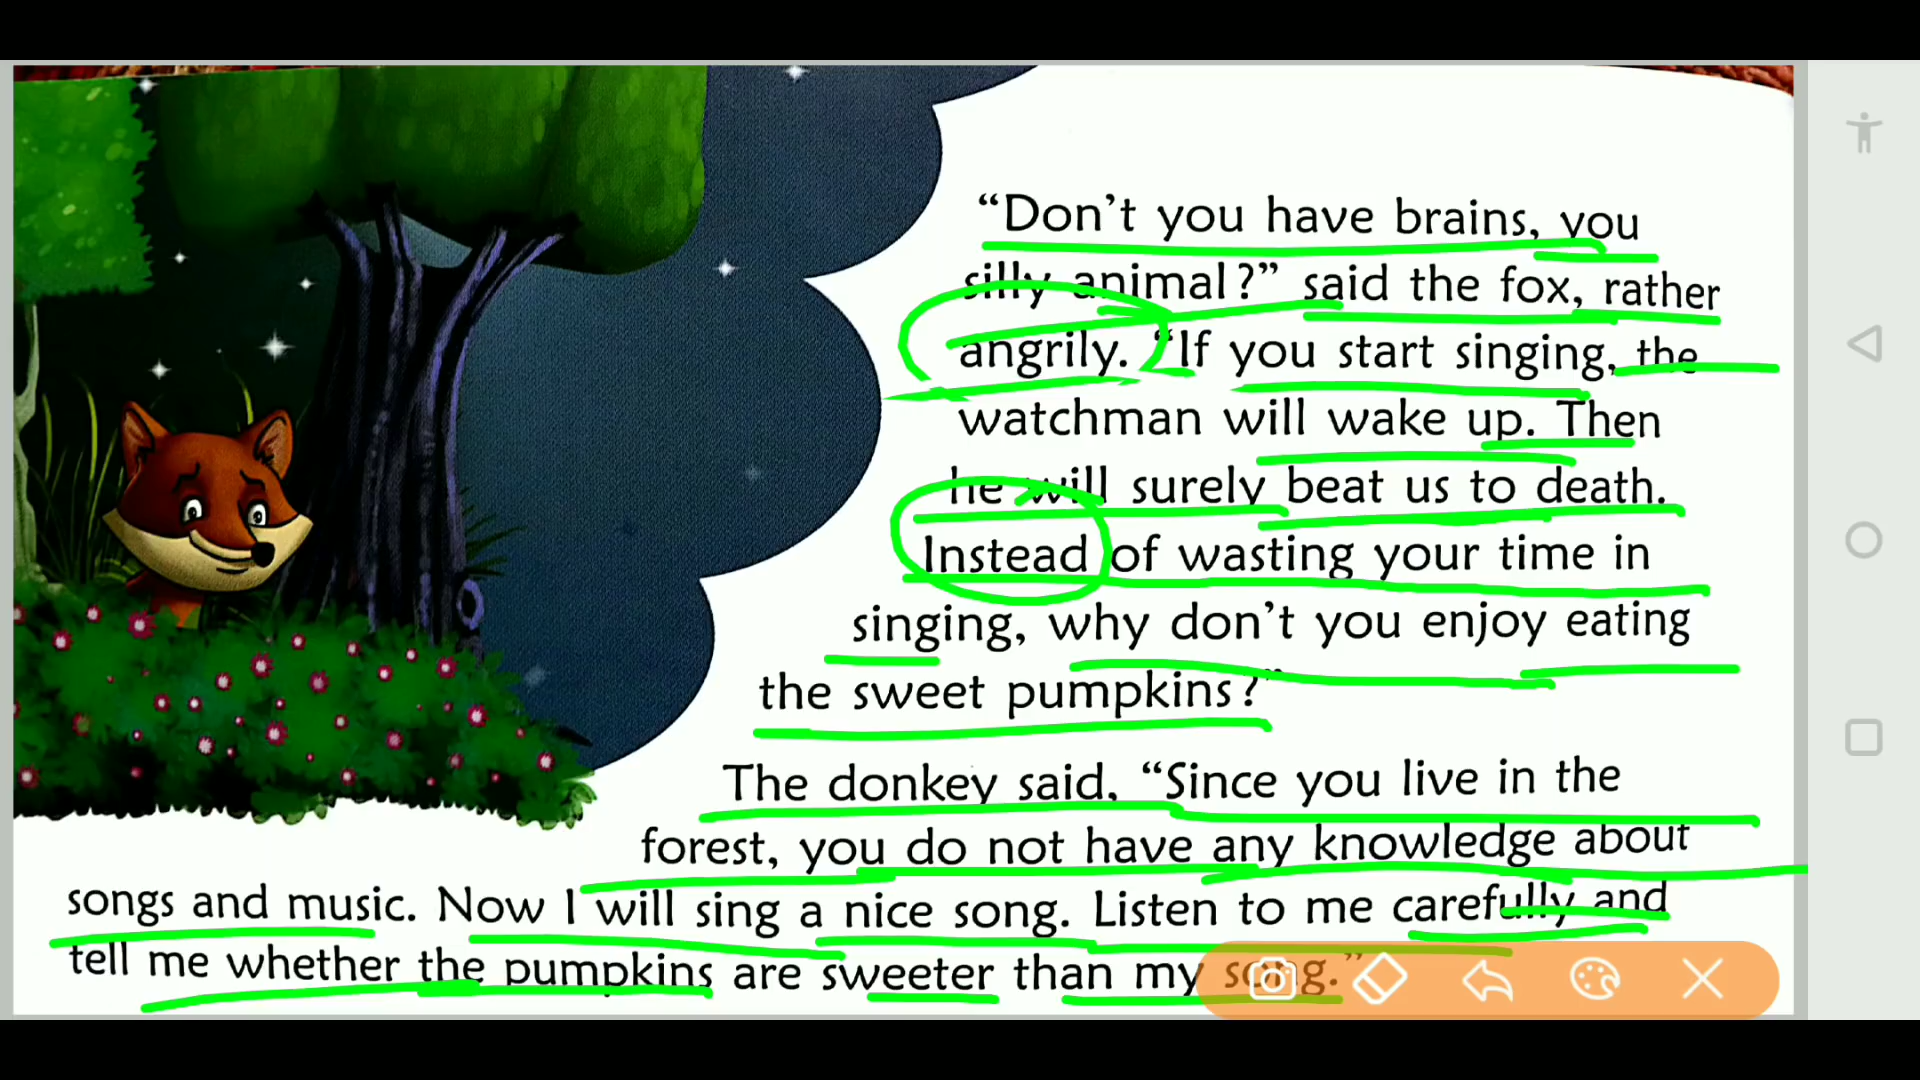 “Don’t you have brains, you
silly animal?” said the fox, rather
angrily. “If you start singing, the
watchman will wake up. Then
he will surely beat us to death.
Instead of wasting your time in
singing, why don’t you enjoy eating
the sweet pumpkins?”
The donkey said, “Since you live in the
forest, you do not have any knowledge about
songs and music. Now I will sing a nice song. Listen to me carefully and
tell me whether the pumpkins are sweeter than my song.”